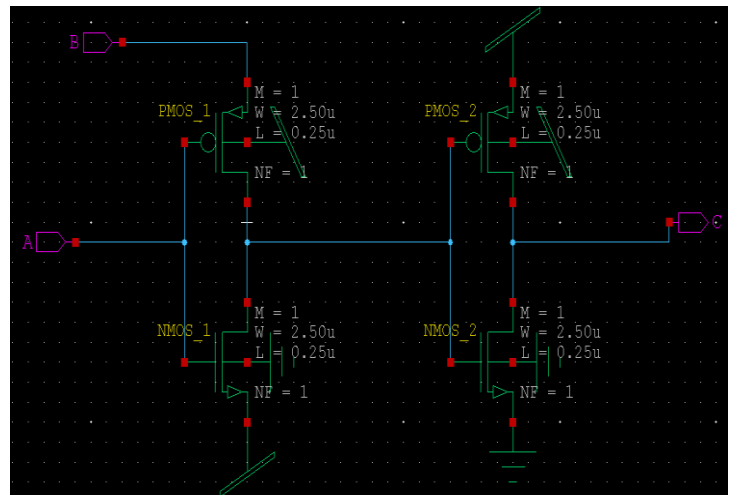 B
M = 1
PMOS_1 W = 2.50u
L = 0.25u
NF = 1
M = 1
PMOS_2 W = 2.50u
L = 0.25u
NF = 1
A
C
M = 1
NMOS_1 W = 2.50u
L = 0.25u
NF = 1
M = 1
NMOS_2 W = 2.50u
L = 0.25u
NF = 1